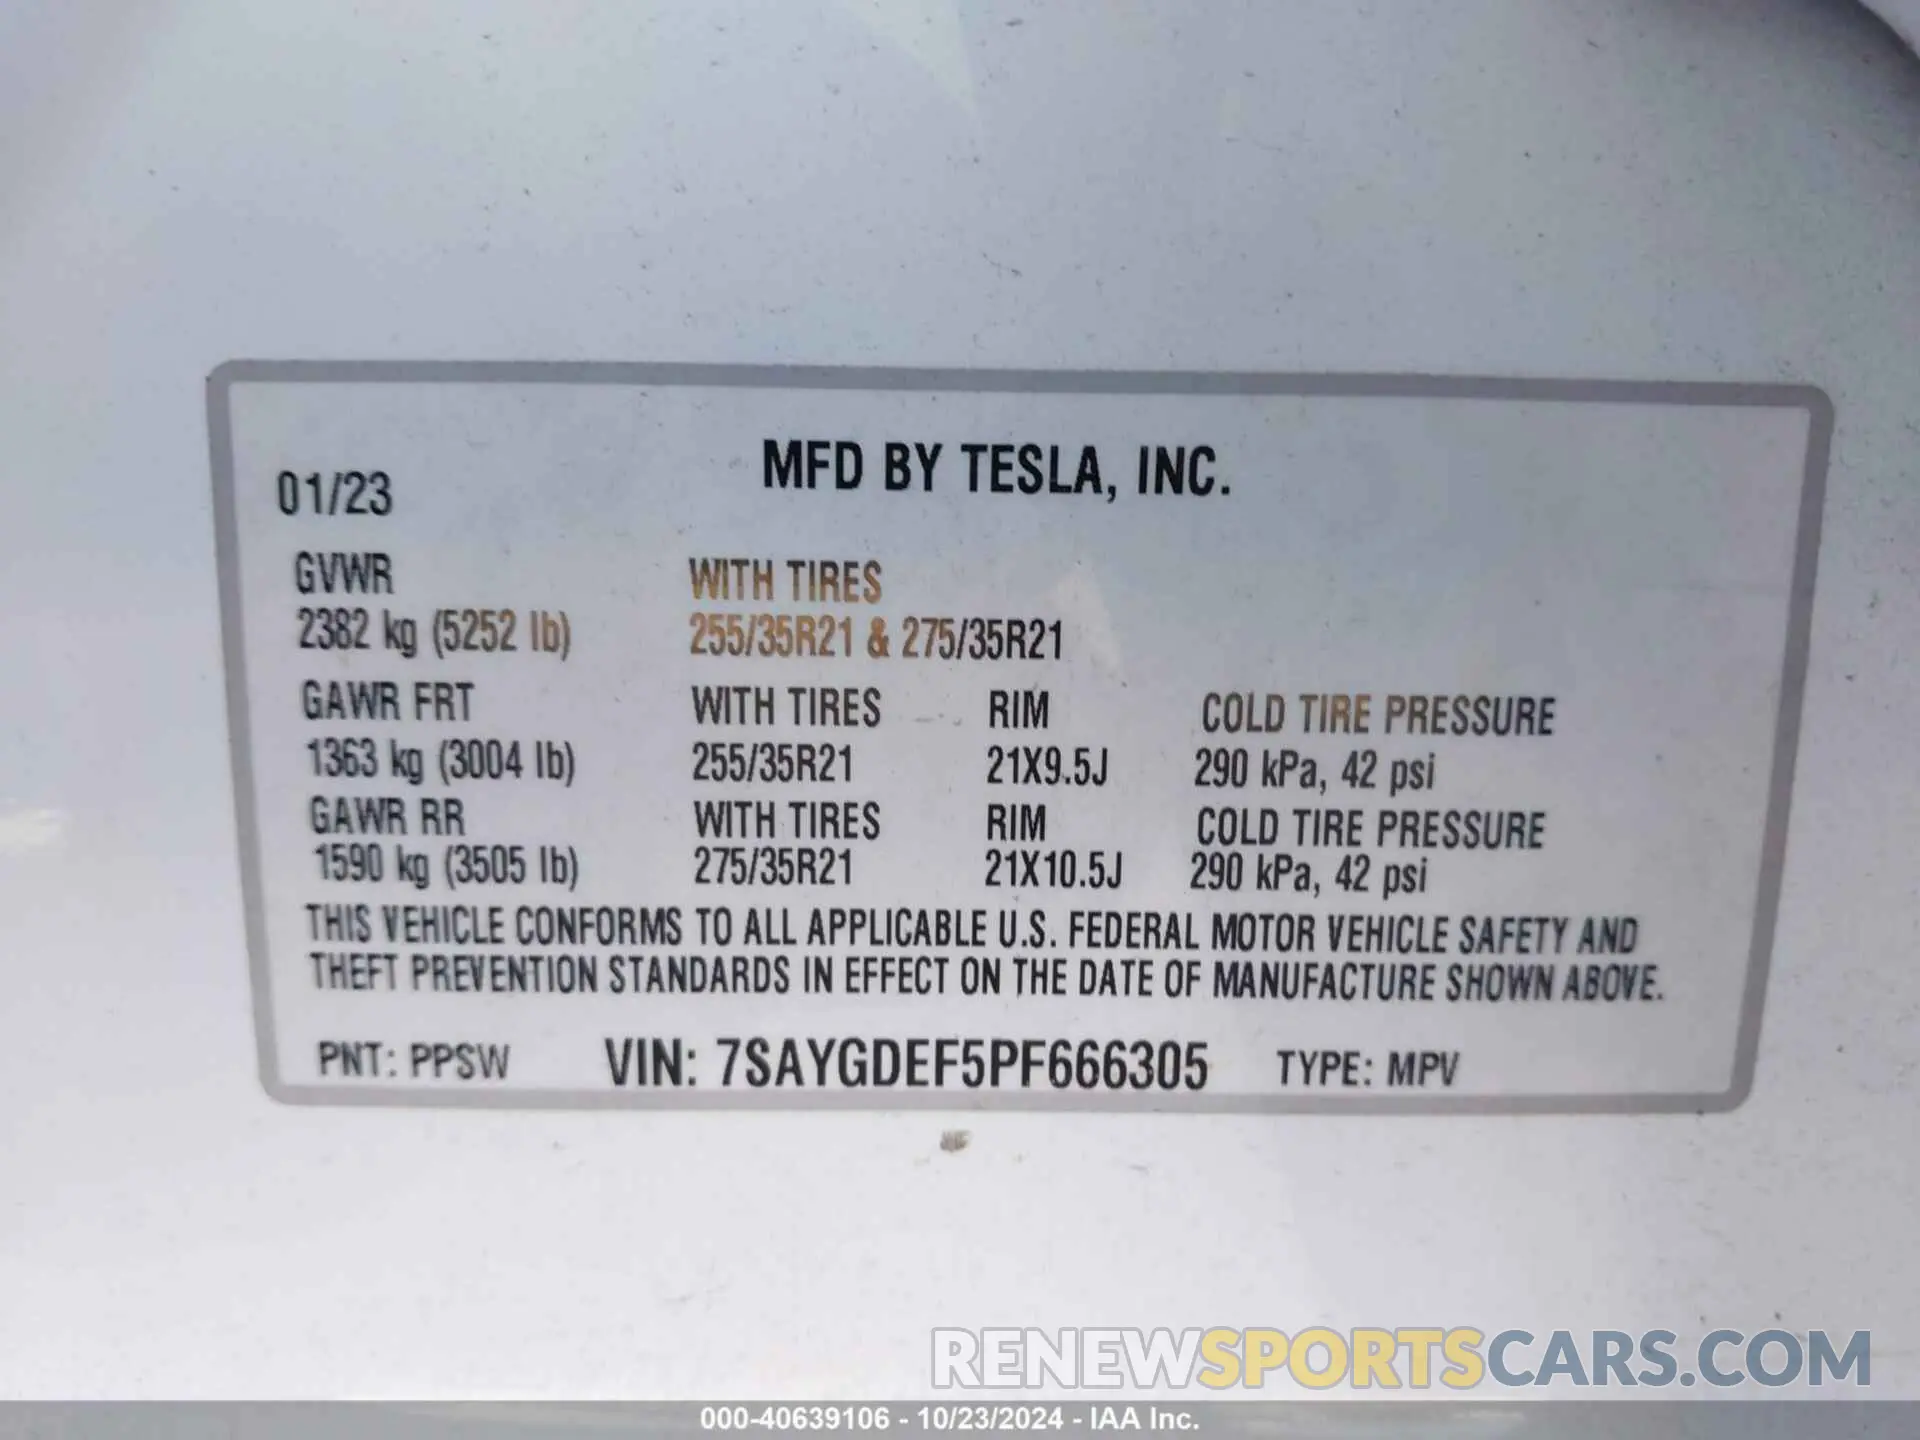 MFD BY TESLA, INC.
01/23
GVWR WITH TIRES
2382 kg (5252 lb) 255/35R21 & 275/35R21
GAWR FRT WITH TIRES RIM COLD TIRE PRESSURE
1363 kg (3004 lb) 255/35R21 21X9.5J 290 kPa, 42 psi
GAWR RR WITH TIRES RIM COLD TIRE PRESSURE
1590 kg (3505 lb) 275/35R21 21X10.5J 290 kPa, 42 psi
THIS VEHICLE CONFORMS TO ALL APPLICABLE U.S. FEDERAL MOTOR VEHICLE SAFETY AND
THEFT PREVENTION STANDARDS IN EFFECT ON THE DATE OF MANUFACTURE SHOWN ABOVE.
PNT: PPSW VIN: 7SAYGDEF5PF666305 TYPE: MPV
RENEWSPORTSCARS.COM
000-40639106 - 10/23/2024 - IAA Inc.